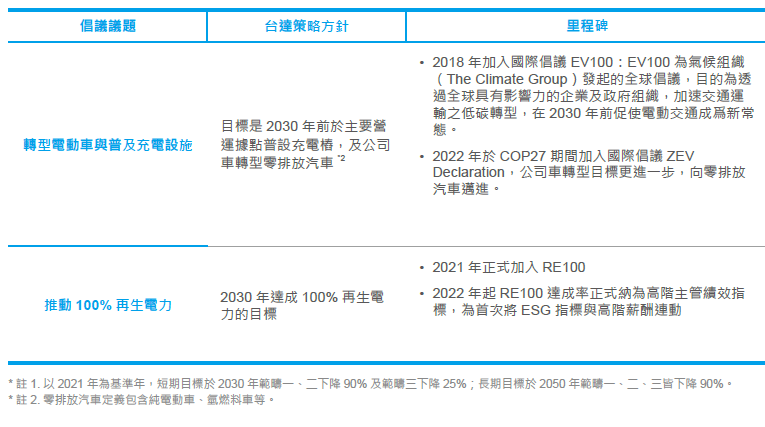 倡議議題
台達策略方針
里程碑
轉型電動車與普及充電設施
目標是 2030 年前於主要營
運據點普設充電樁，及公司
車轉型零排放汽車 *2
• 2018 年加入國際倡議 EV100：EV100 為氣候組織
（The Climate Group）發起的全球倡議，目的為透
過全球具有影響力的企業及政府組織，加速交通運
輸之低碳轉型，在 2030 年前促使電動交通成爲新常
態。
• 2022 年於 COP27 期間加入國際倡議 ZEV
Declaration，公司車轉型目標更進一步，向零排放
汽車邁進。
推動 100% 再生電力
2030 年達成 100% 再生電
力的目標
• 2021 年正式加入 RE100
• 2022 年起 RE100 達成率正式納為高階主管績效指
標，為首次將 ESG 指標與高階薪酬連動
* 註 1. 以 2021 年為基準年，短期目標於 2030 年範疇一、二下降 90% 及範疇三下降 25%；長期目標於 2050 年範疇一、二、三皆下降 90%。
* 註 2. 零排放汽車定義包含純電動車、氫燃料車等。